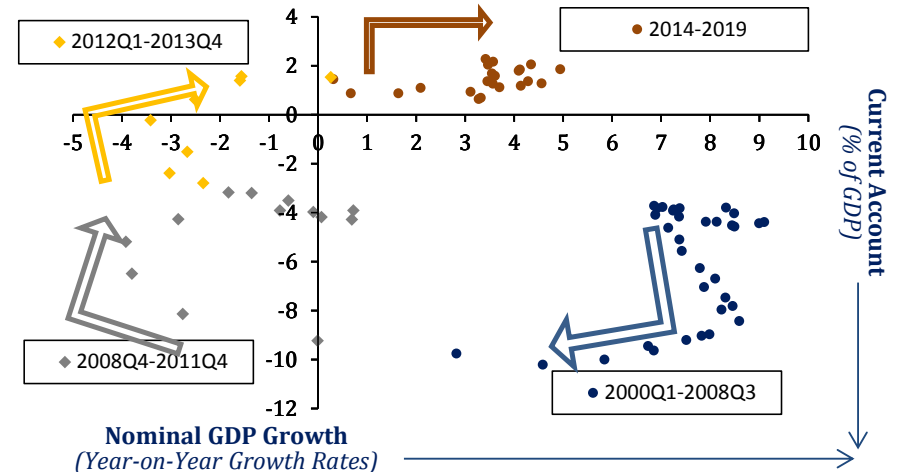 4
2012Q1-2013Q4
2014-2019
2
0
-5 -4 -3 -2 -1 0 1 2 3 4 5 6 7 8 9 10
-2
-4
-6
-8
-10
-12
2008Q4-2011Q4
2000Q1-2008Q3
Current Account
(% of GDP)
Nominal GDP Growth
(Year-on-Year Growth Rates)